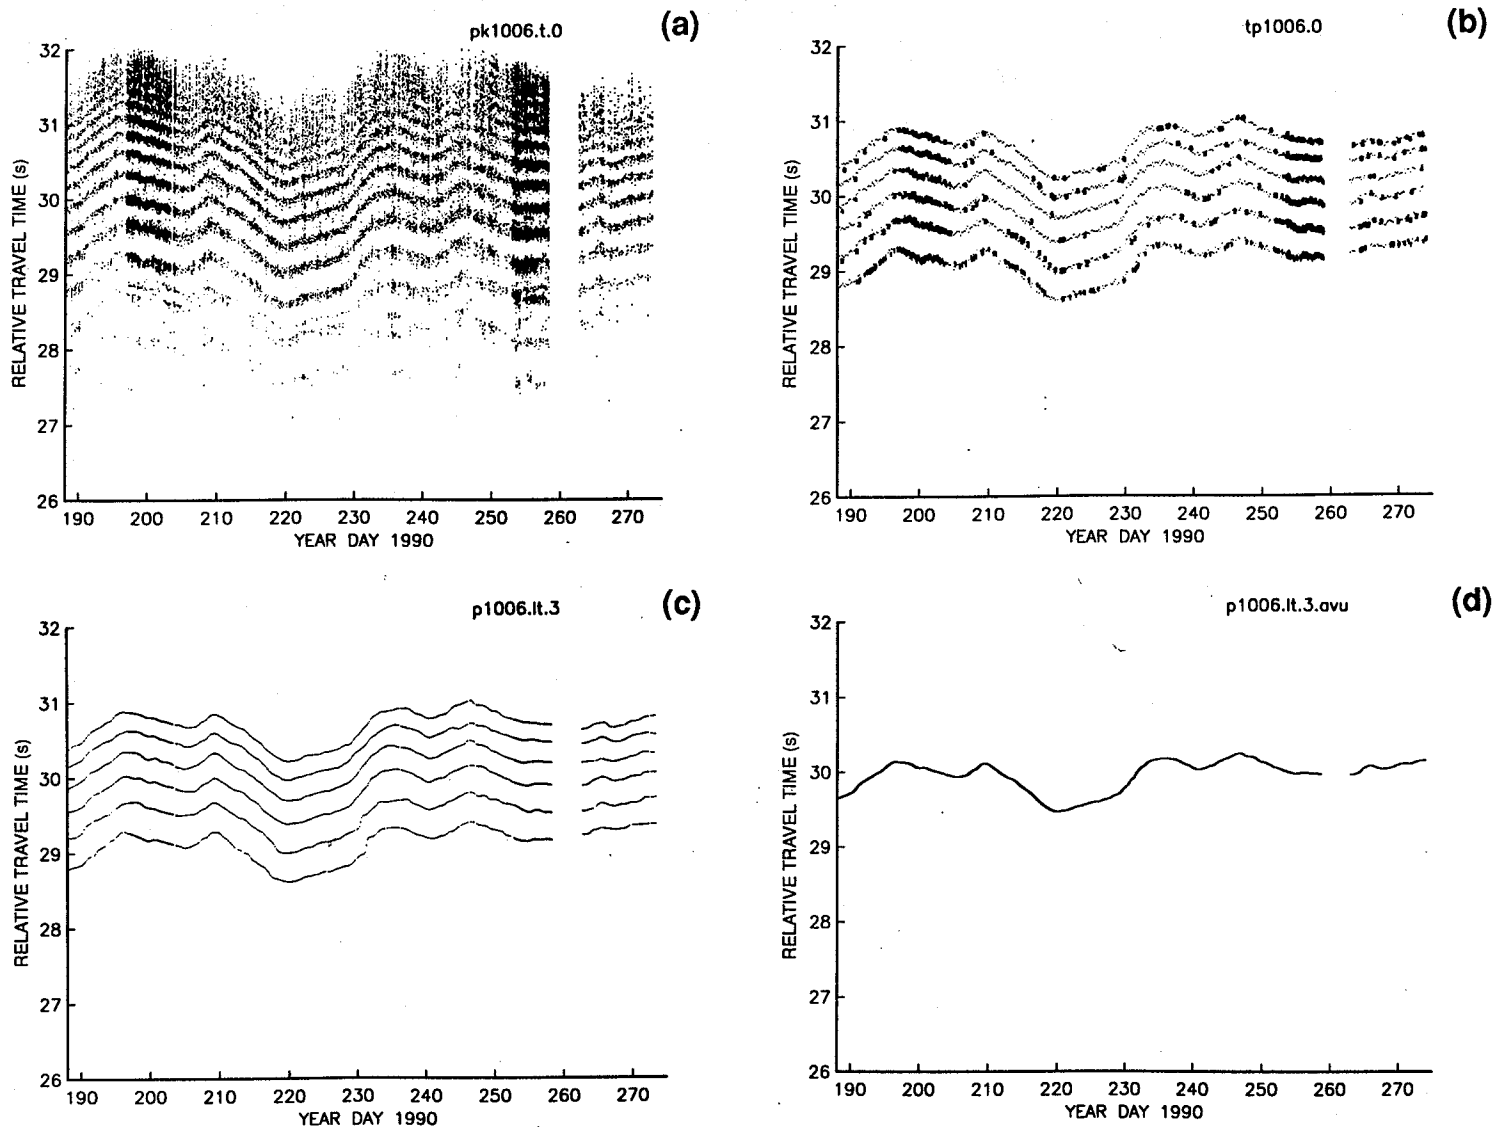 pk1006.t.0
(a)
RELATIVE TRAVEL TIME (s)
32
31
30
29
28
27
26
190 200 210 220 230 240 250 260 270
YEAR DAY 1990
tp1006.0
(b)
RELATIVE TRAVEL TIME (s)
32
31
30
29
28
27
26
190 200 210 220 230 240 250 260 270
YEAR DAY 1990
p1006.lt.3
(c)
RELATIVE TRAVEL TIME (s)
32
31
30
29
28
27
26
190 200 210 220 230 240 250 260 270
YEAR DAY 1990
p1006.lt.3.avu
(d)
RELATIVE TRAVEL TIME (s)
32
31
30
29
28
27
26
190 200 210 220 230 240 250 260 270
YEAR DAY 1990